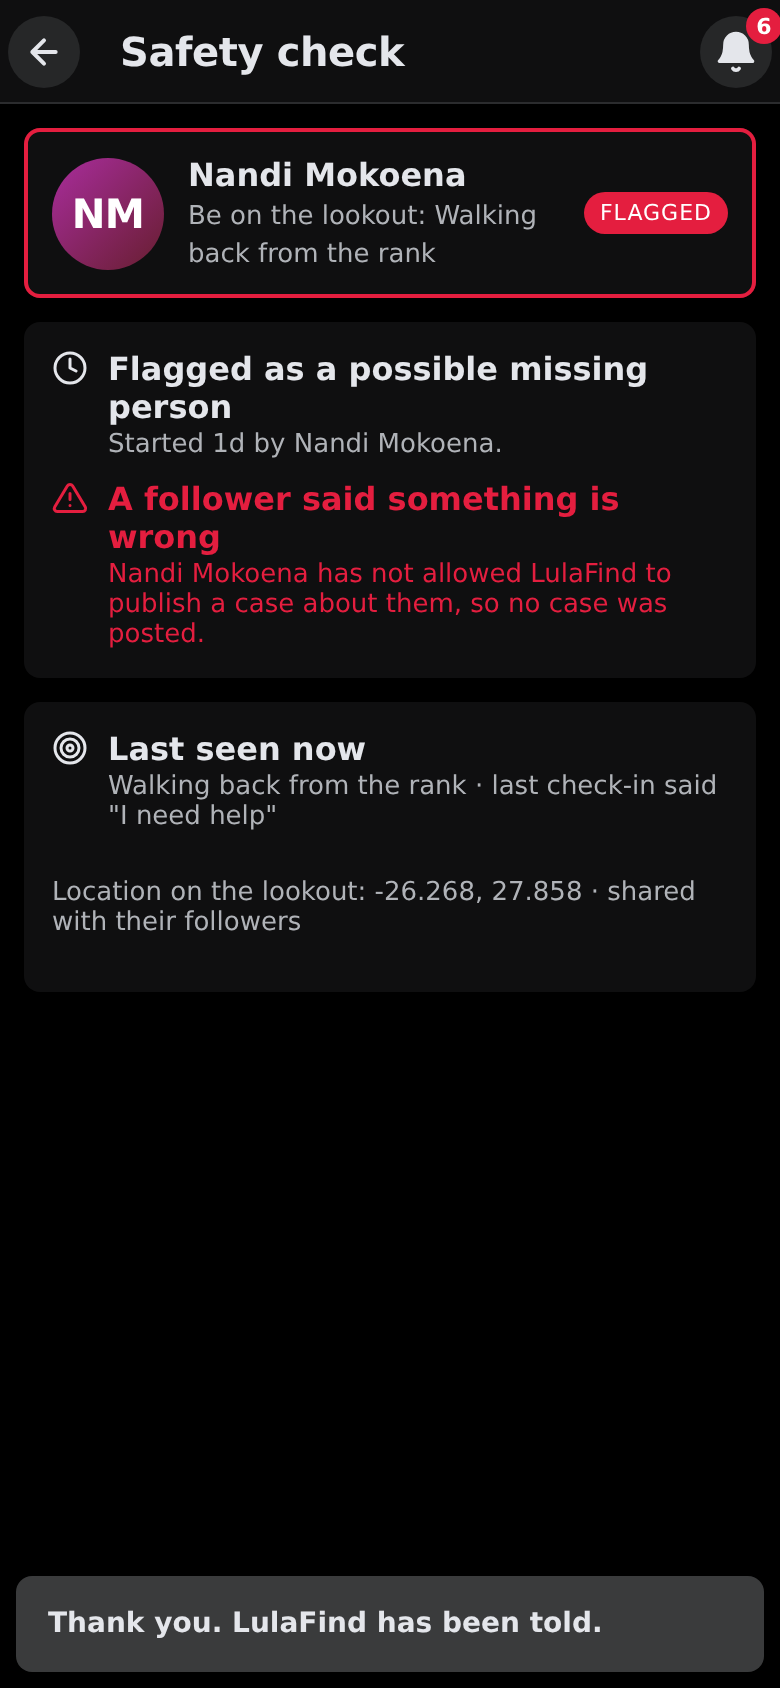 Safety check
6
NM
Nandi Mokoena
Be on the lookout: Walking
back from the rank
FLAGGED
Flagged as a possible missing
person
Started 1d by Nandi Mokoena.
A follower said something is
wrong
Nandi Mokoena has not allowed LulaFind to
publish a case about them, so no case was
posted.
Last seen now
Walking back from the rank · last check-in said
"I need help"
Location on the lookout: -26.268, 27.858 · shared
with their followers
Thank you. LulaFind has been told.